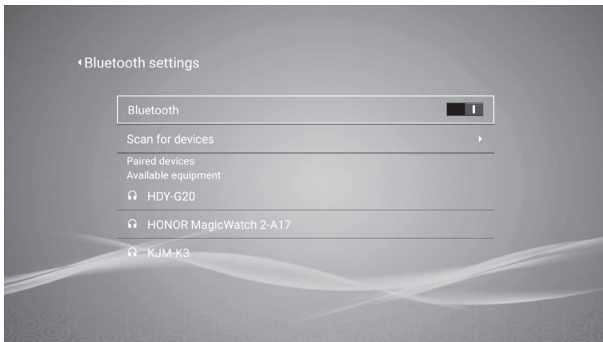 Bluetooth settings
Bluetooth
Scan for devices
Paired devices
Available equipment
HDY-G20
HONOR MagicWatch 2-A17
KJM-K3